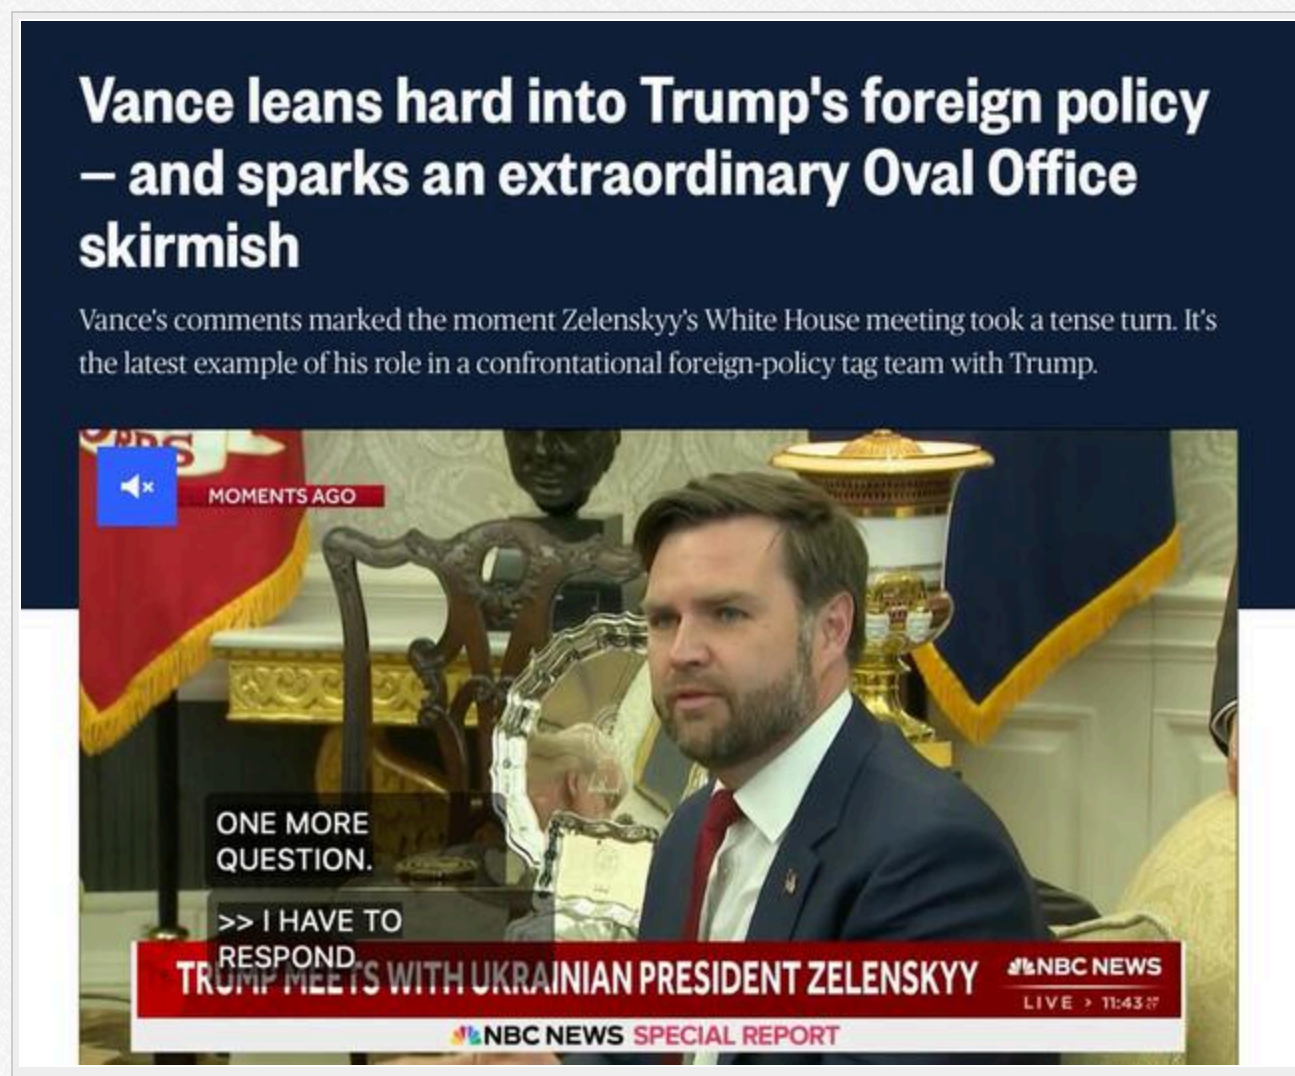 Vance leans hard into Trump's foreign policy
– and sparks an extraordinary Oval Office
skirmish
Vance's comments marked the moment Zelenskyy's White House meeting took a tense turn. It's
the latest example of his role in a confrontational foreign-policy tag team with Trump.
MOMENTS AGO
ONE MORE
QUESTION.
>> I HAVE TO
RESPOND
TRUMP MEETS WITH UKRAINIAN PRESIDENT ZELENSKYY
NBC NEWS
LIVE > 11:43
NBC NEWS SPECIAL REPORT